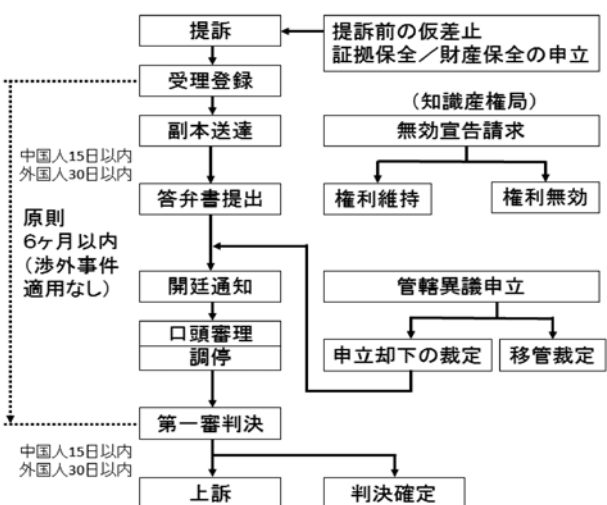 提訴
提訴前の仮差止
証拠保全／財産保全の申立
受理登録
（知識産権局）
副本送達
無効宣告請求
中国人15日以内
外国人30日以内
答弁書提出
権利維持
権利無効
原則
6ヶ月以内
（渉外事件
適用なし）
開廷通知
管轄異議申立
口頭審理
調停
申立却下の裁定
移管裁定
第一審判決
中国人15日以内
外国人30日以内
上訴
判決確定